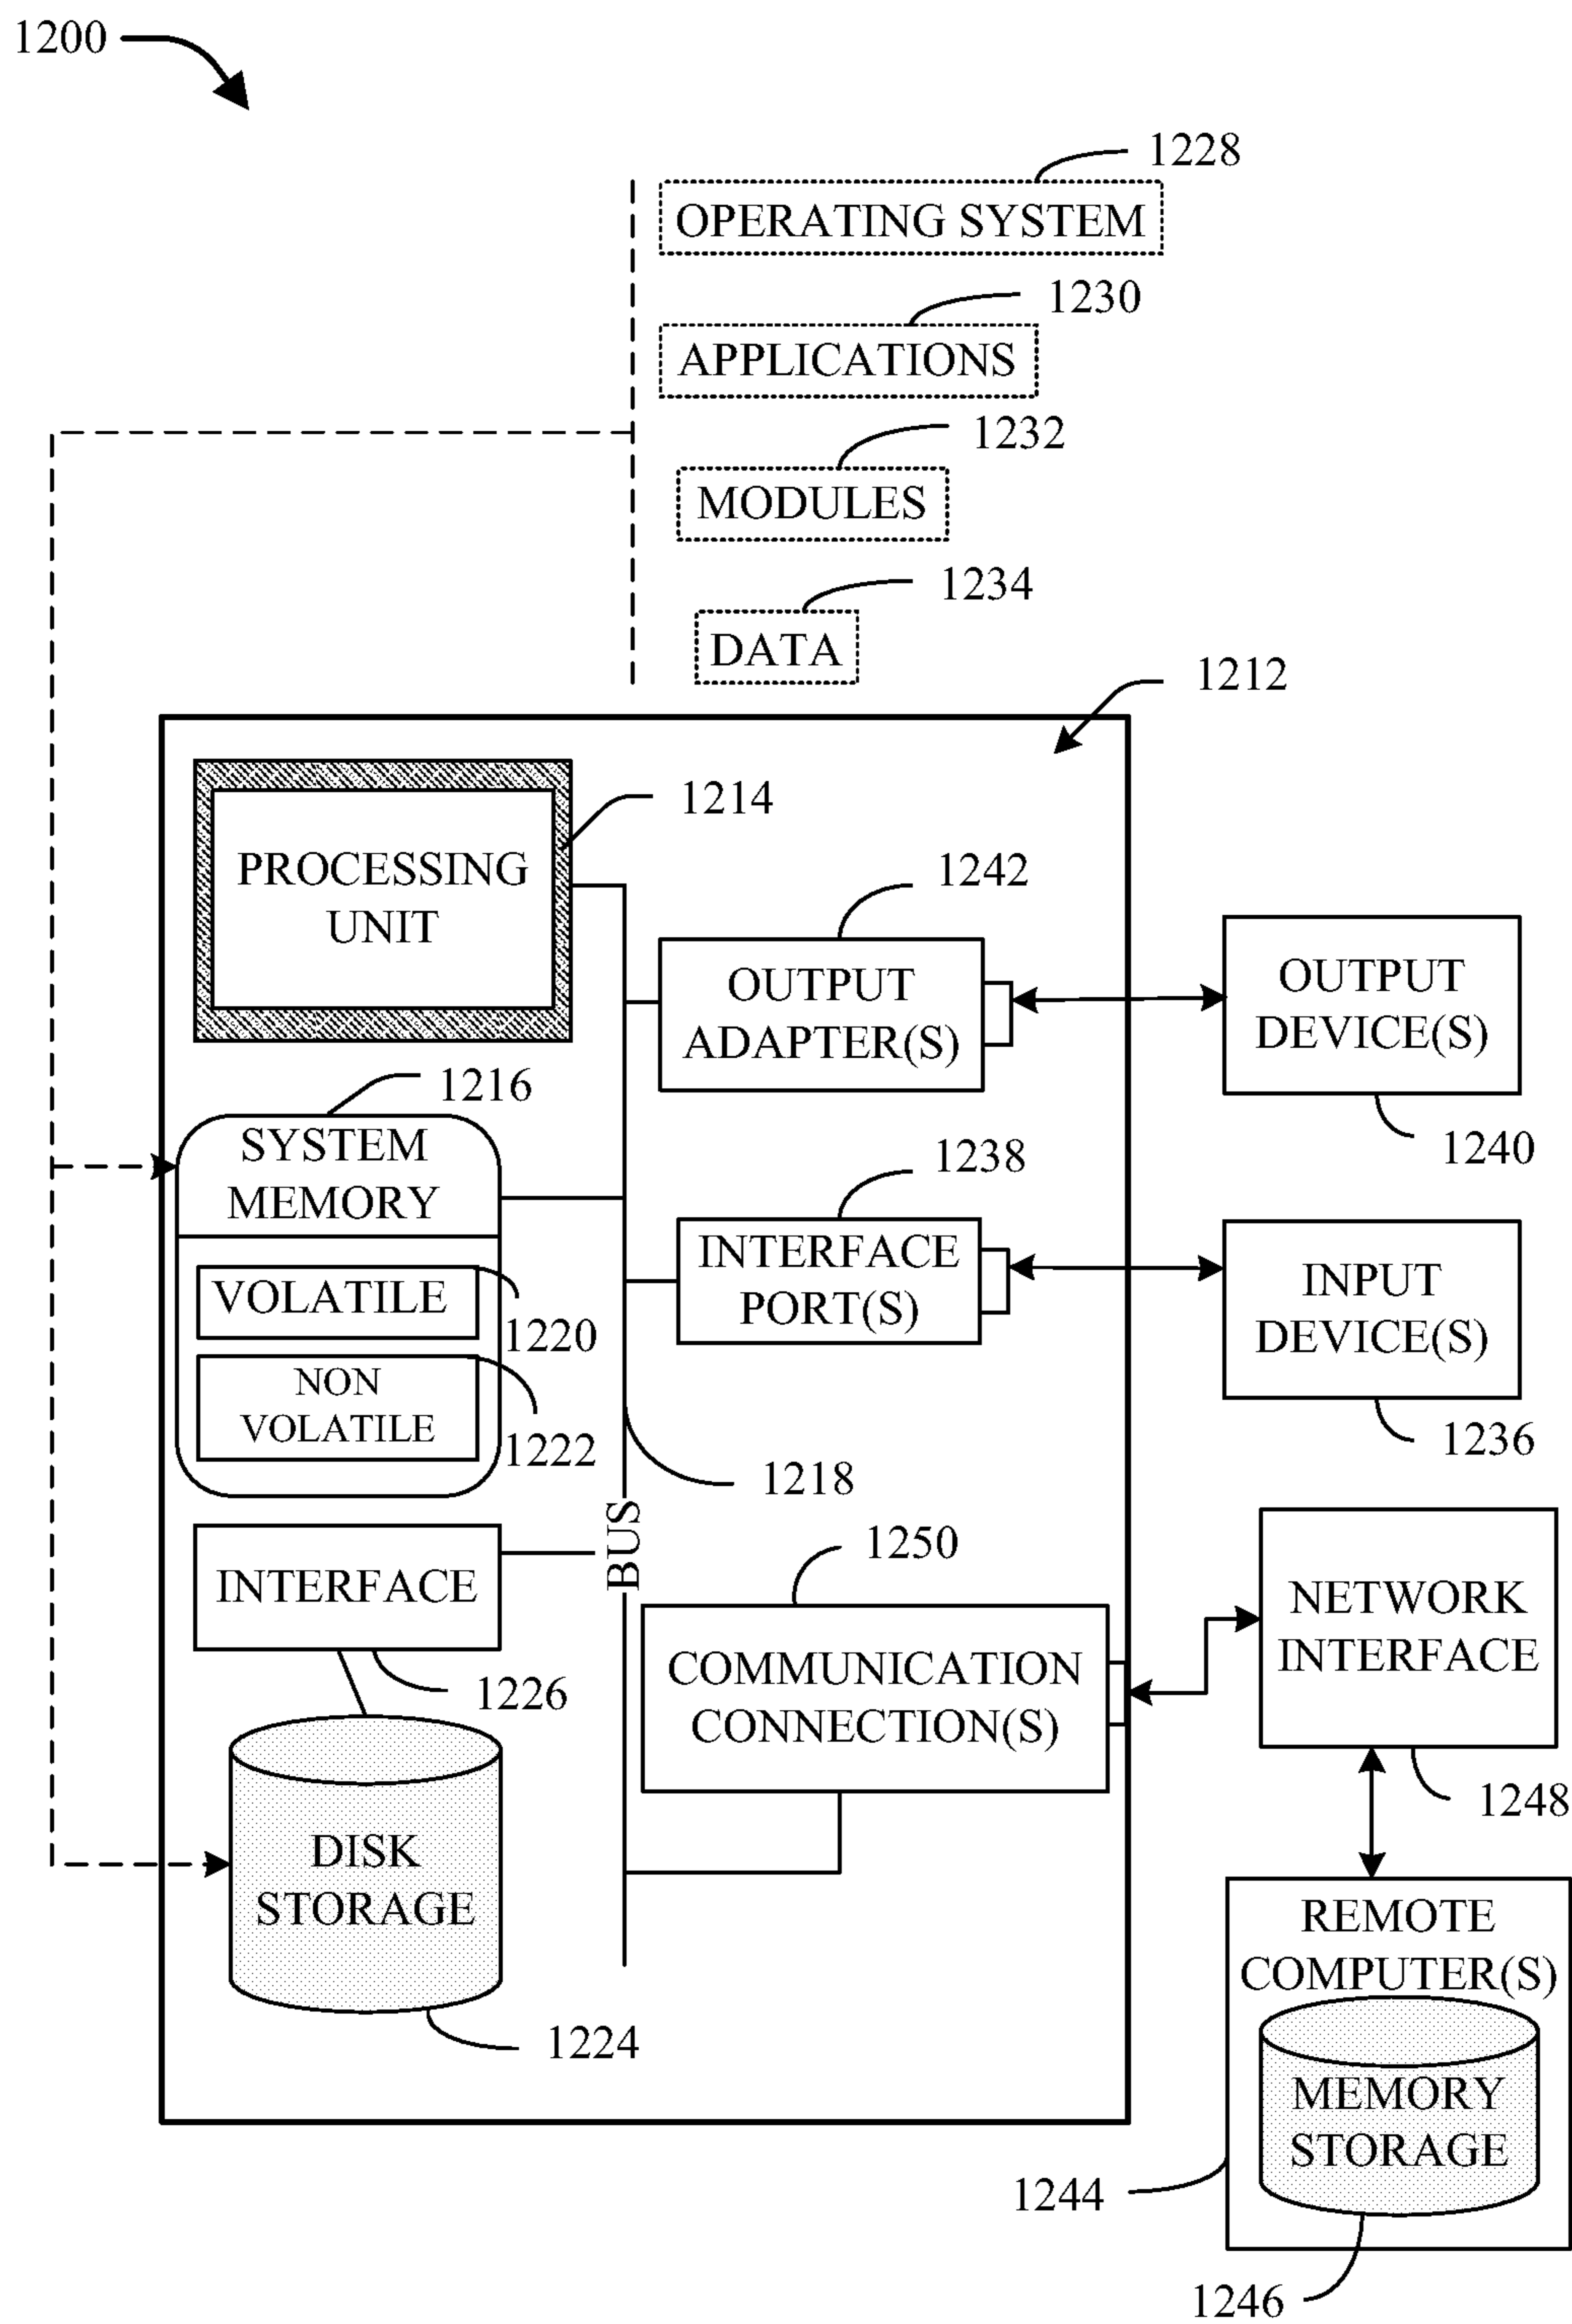 1200
1228
OPERATING SYSTEM
1230
APPLICATIONS
1232
MODULES
1234
DATA
1212
1214
PROCESSING
UNIT
1242
OUTPUT
ADAPTER(S)
OUTPUT
DEVICE(S)
1240
1216
SYSTEM
MEMORY
1238
INTERFACE
PORT(S)
INPUT
DEVICE(S)
1236
VOLATILE
1220
NON
VOLATILE
1222
1218
BUS
INTERFACE
1226
1250
COMMUNICATION
CONNECTION(S)
NETWORK
INTERFACE
1248
DISK
STORAGE
1224
REMOTE
COMPUTER(S)
MEMORY
STORAGE
1244
1246